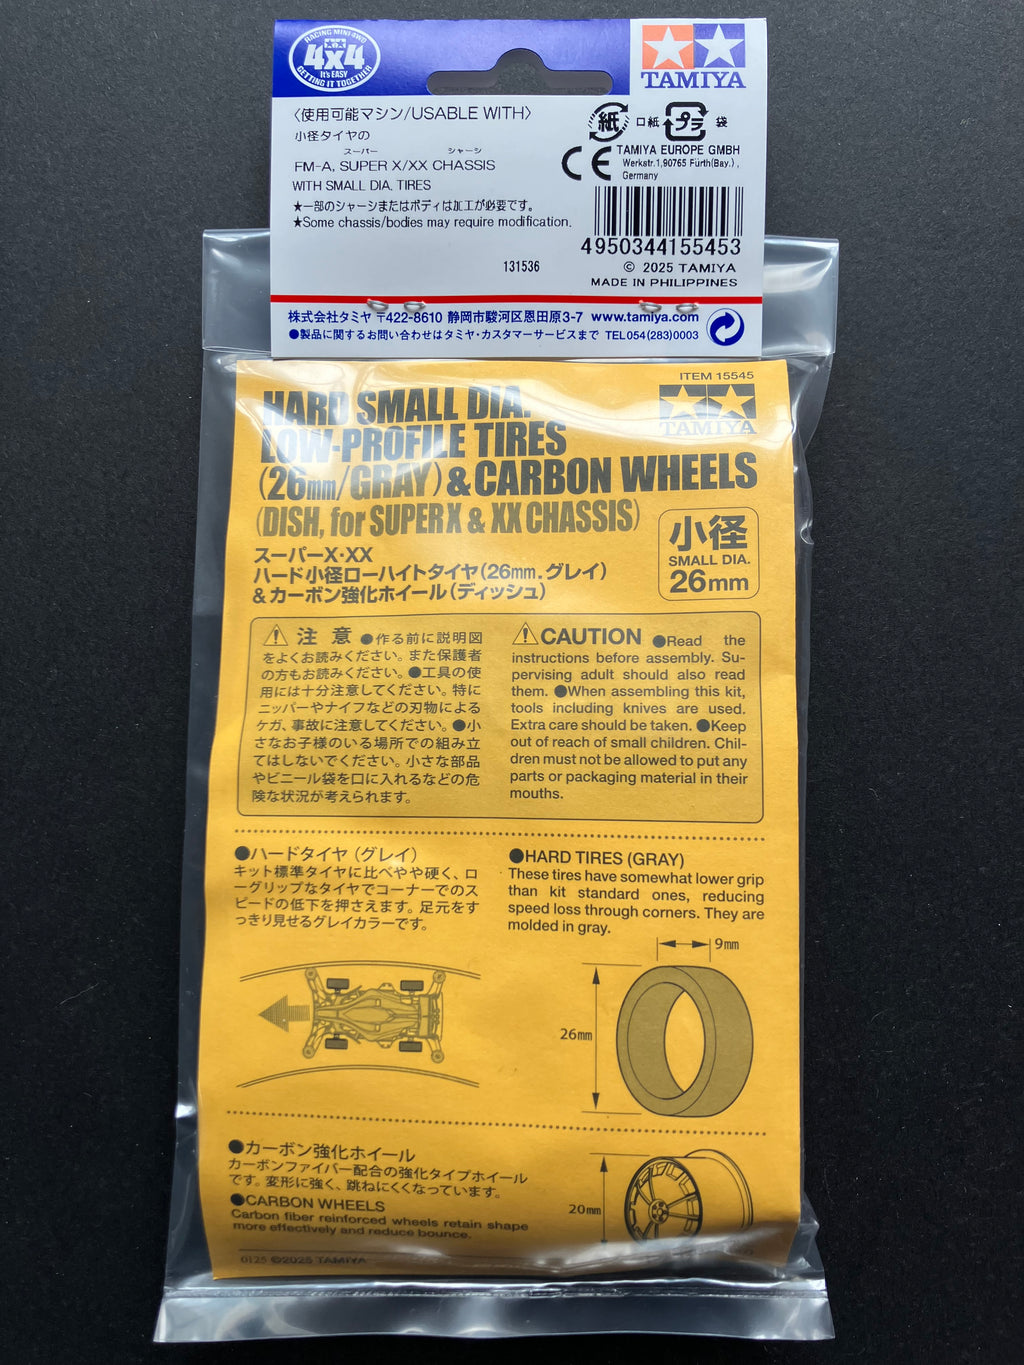 RACING MINI 4WD
4x4
It's EASY
GETTING IT TOGETHER
TAMIYA
〈使用可能マシン/USABLE WITH〉
小径タイヤの
スーパー シャーシ
FM-A, SUPER X/XX CHASSIS
WITH SMALL DIA. TIRES
★一部のシャーシまたはボディは加工が必要です。
★Some chassis/bodies may require modification.
131536
紙 口紙 プラ 袋
CE TAMIYA EUROPE GMBH
Werkstr.1,90765 Fürth(Bay.),
Germany
4950344155453
© 2025 TAMIYA
MADE IN PHILIPPINES
株式会社タミヤ 〒422-8610 静岡市駿河区恩田原3-7 www.tamiya.com
●製品に関するお問い合わせはタミヤ・カスタマーサービスまで TEL054(283)0003
ITEM 15545
TAMIYA
HARD SMALL DIA.
LOW-PROFILE TIRES
(26mm/GRAY)&CARBON WHEELS
(DISH, for SUPER X & XX CHASSIS)
小径
SMALL DIA.
26mm
スーパーX・XX
ハード小径ローハイトタイヤ(26mm.グレイ)
&カーボン強化ホイール(ディッシュ)
注意 ●作る前に説明図
をよくお読みください。また保護者
の方もお読みください。●工具の使
用には十分注意してください。特に
ニッパーやナイフなどの刃物による
ケガ、事故に注意してください。●小
さなお子様のいる場所での組み立
てはしないでください。小さな部品
やビニール袋を口に入れるなどの危
険な状況が考えられます。
CAUTION ●Read the
instructions before assembly. Su-
pervising adult should also read
them. ●When assembling this kit,
tools including knives are used.
Extra care should be taken. ●Keep
out of reach of small children. Chil-
dren must not be allowed to put any
parts or packaging material in their
mouths.
●ハードタイヤ(グレイ)
キット標準タイヤに比べやや硬く、ロ
ーグリップなタイヤでコーナーでのス
ピードの低下を押さえます。足元をす
っきり見せるグレイカラーです。
●HARD TIRES (GRAY)
These tires have somewhat lower grip
than kit standard ones, reducing
speed loss through corners. They are
molded in gray.
9mm
26mm
●カーボン強化ホイール
カーボンファイバー配合の強化タイプホイール
です。変形に強く、跳ねにくくなっています。
●CARBON WHEELS
Carbon fiber reinforced wheels retain shape
more effectively and reduce bounce.
20mm
0125 ©2025 TAMIYA